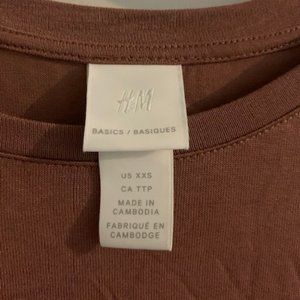 H&M
BASICS / BASIQUES
US XXS
CA TTP
MADE IN
CAMBODIA
FABRIQUÉ EN
CAMBODGE